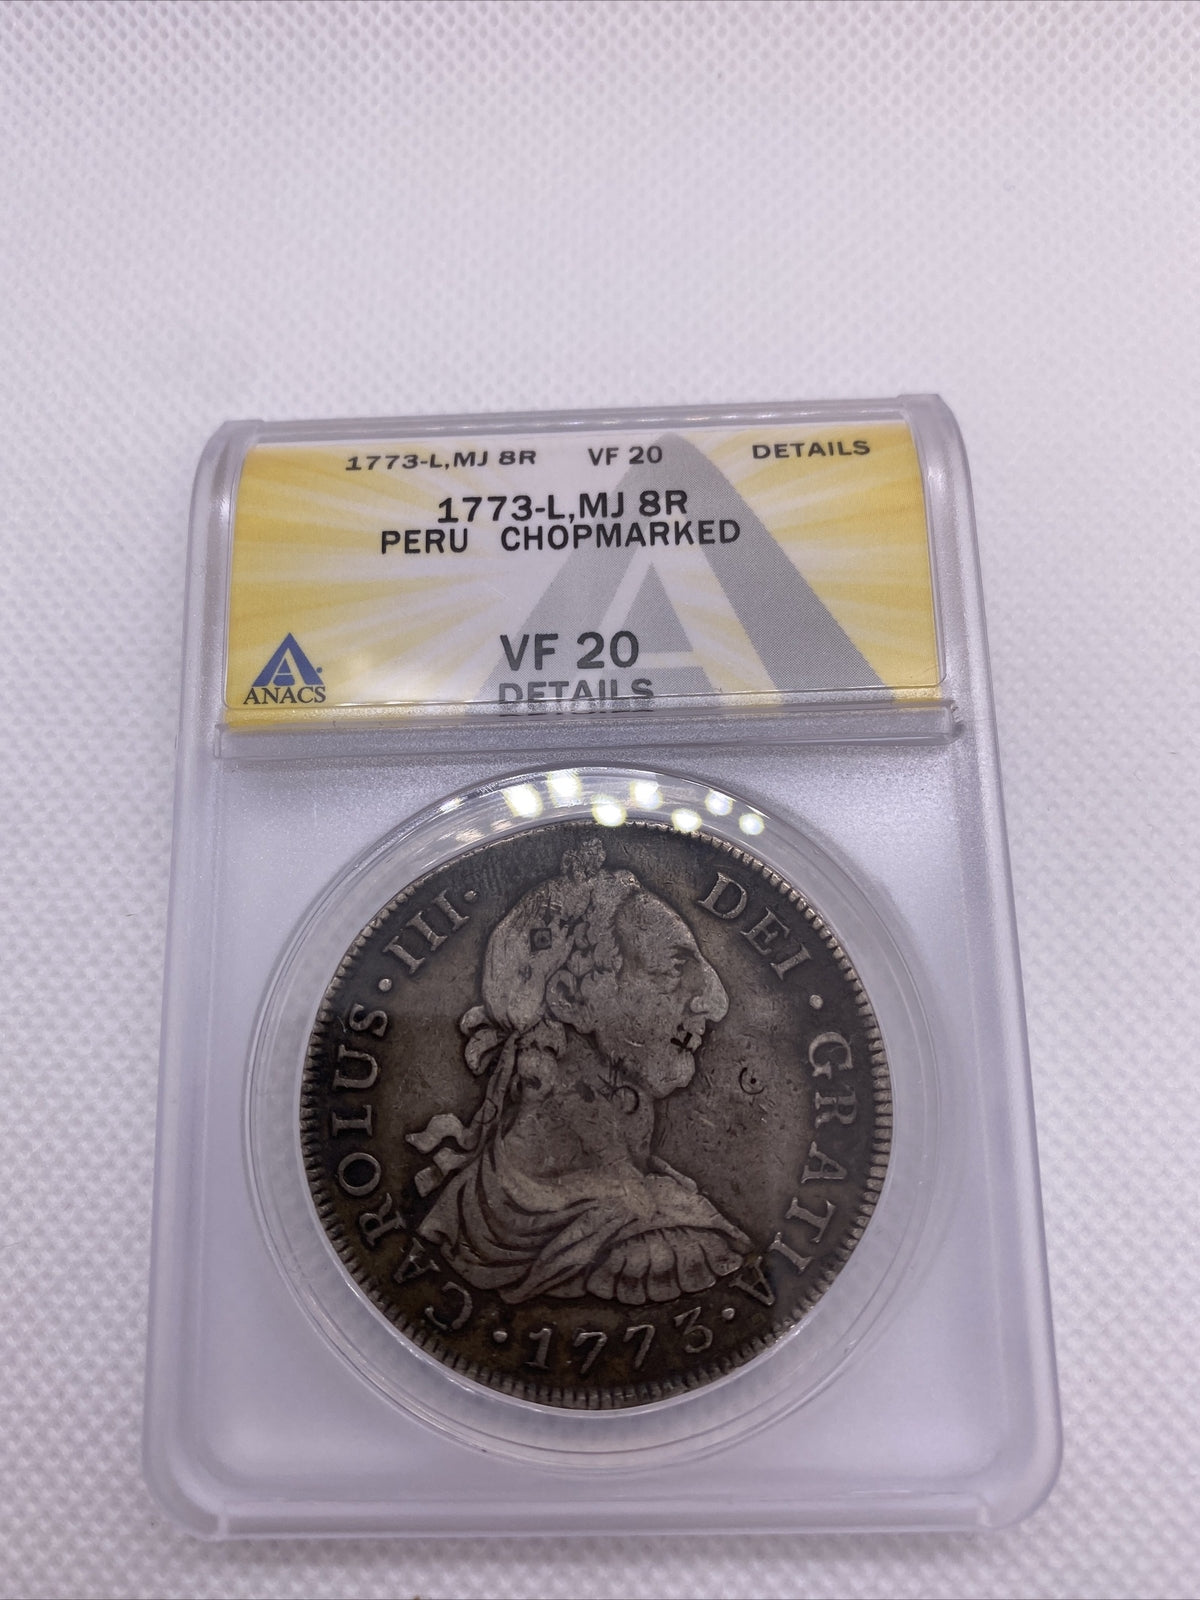 1773-L,MJ 8R VF 20 DETAILS
1773-L,MJ 8R
PERU CHOPMARKED
VF 20
DETAILS
ANACS
CAROLUS·III· DEI·GRATIA
·1773·